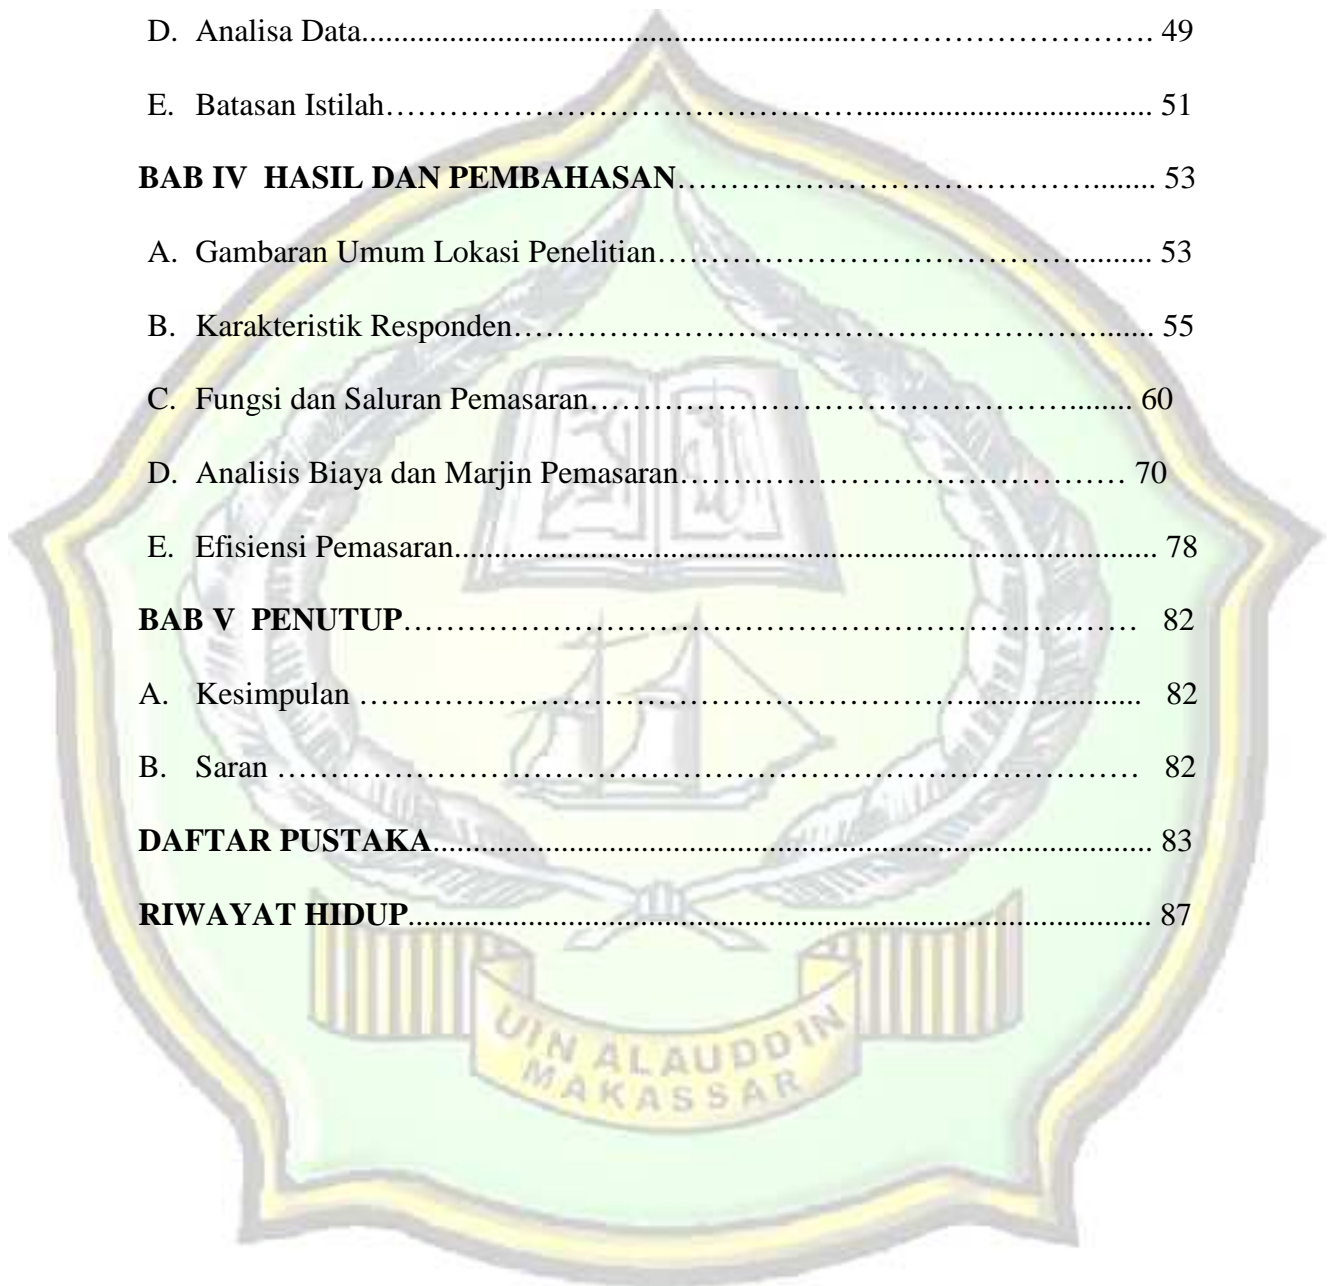 D. Analisa Data....................................................................………………………… 49
E. Batasan Istilah………………………………………….................................... 51
BAB IV HASIL DAN PEMBAHASAN…………………………………........ 53
A. Gambaran Umum Lokasi Penelitian…………………………………........... 53
B. Karakteristik Responden………………………………………………....... 55
C. Fungsi dan Saluran Pemasaran………………………………………........ 60
D. Analisis Biaya dan Marjin Pemasaran…………………………………… 70
E. Efisiensi Pemasaran......................................................................................... 78
BAB V PENUTUP…………………………………………………………… 82
A. Kesimpulan ………………………………………………...................... 82
B. Saran ……………………………………………………………………… 82
DAFTAR PUSTAKA........................................................................................... 83
RIWAYAT HIDUP.............................................................................................. 87
UIN ALAUDDIN
MAKASSAR